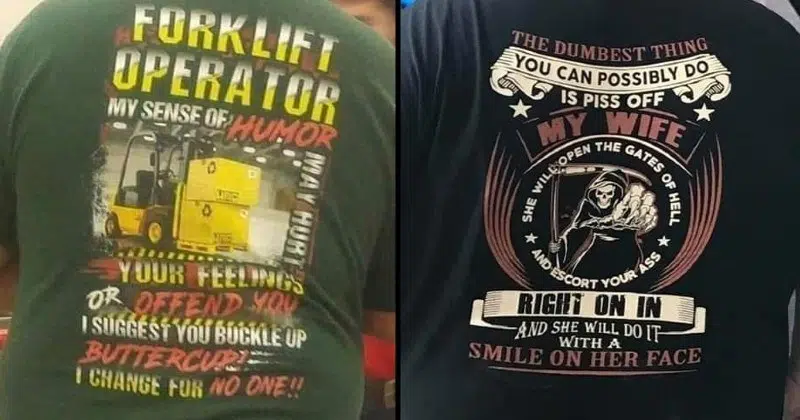 FORKLIFT
OPERATOR
MY SENSE OF HUMOR
MAY HURT
YOUR FEELINGS
OR OFFEND YOU
I SUGGEST YOU BUCKLE UP
BUTTERCUP!
I CHANGE FOR NO ONE!!
THE DUMBEST THING
YOU CAN POSSIBLY DO
IS PISS OFF
MY WIFE
SHE WILL OPEN THE GATES OF HELL
AND ESCORT YOUR ASS
RIGHT ON IN
AND SHE WILL DO IT
WITH A
SMILE ON HER FACE